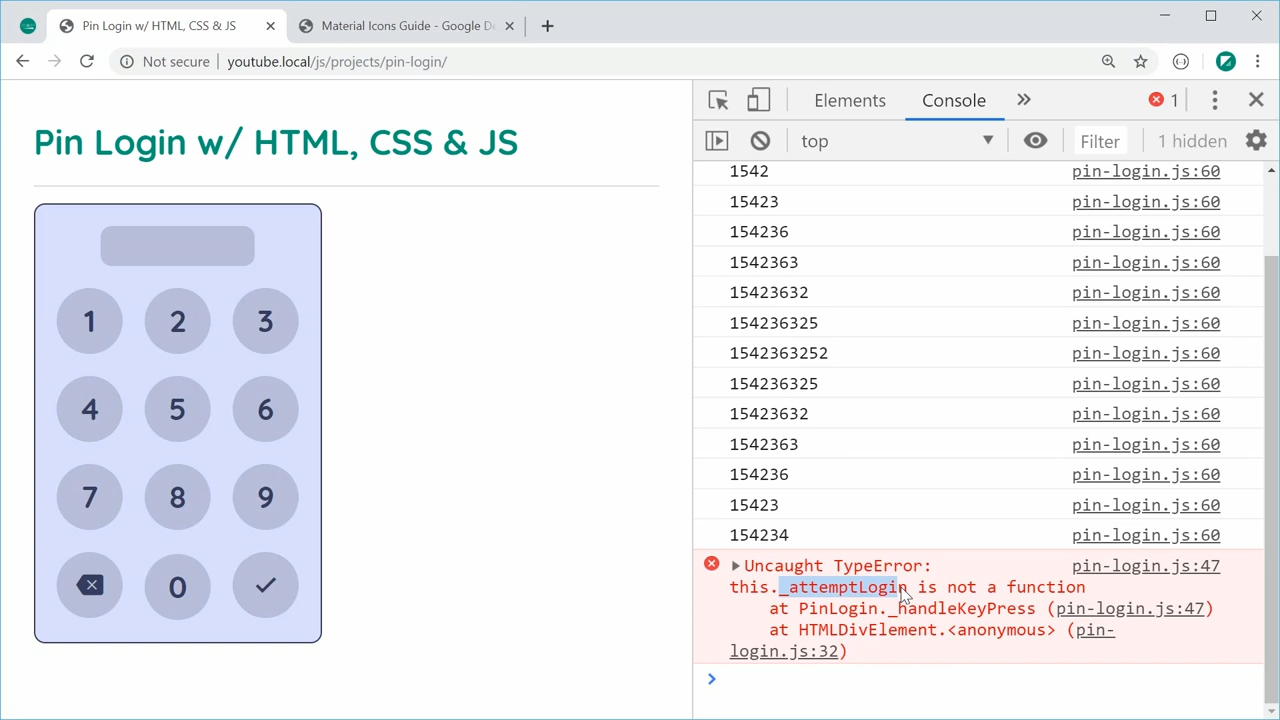 Pin Login w/ HTML, CSS & JS
Material Icons Guide - Google De
Not secure | youtube.local/js/projects/pin-login/
Pin Login w/ HTML, CSS & JS
1 2 3
4 5 6
7 8 9
0
Elements Console 1
top Filter 1 hidden
1542 pin-login.js:60
15423 pin-login.js:60
154236 pin-login.js:60
1542363 pin-login.js:60
15423632 pin-login.js:60
154236325 pin-login.js:60
1542363252 pin-login.js:60
154236325 pin-login.js:60
15423632 pin-login.js:60
1542363 pin-login.js:60
154236 pin-login.js:60
15423 pin-login.js:60
154234 pin-login.js:60
Uncaught TypeError: pin-login.js:47
this._attemptLogin is not a function
at PinLogin._handleKeyPress (pin-login.js:47)
at HTMLDivElement.<anonymous> (pin-
login.js:32)